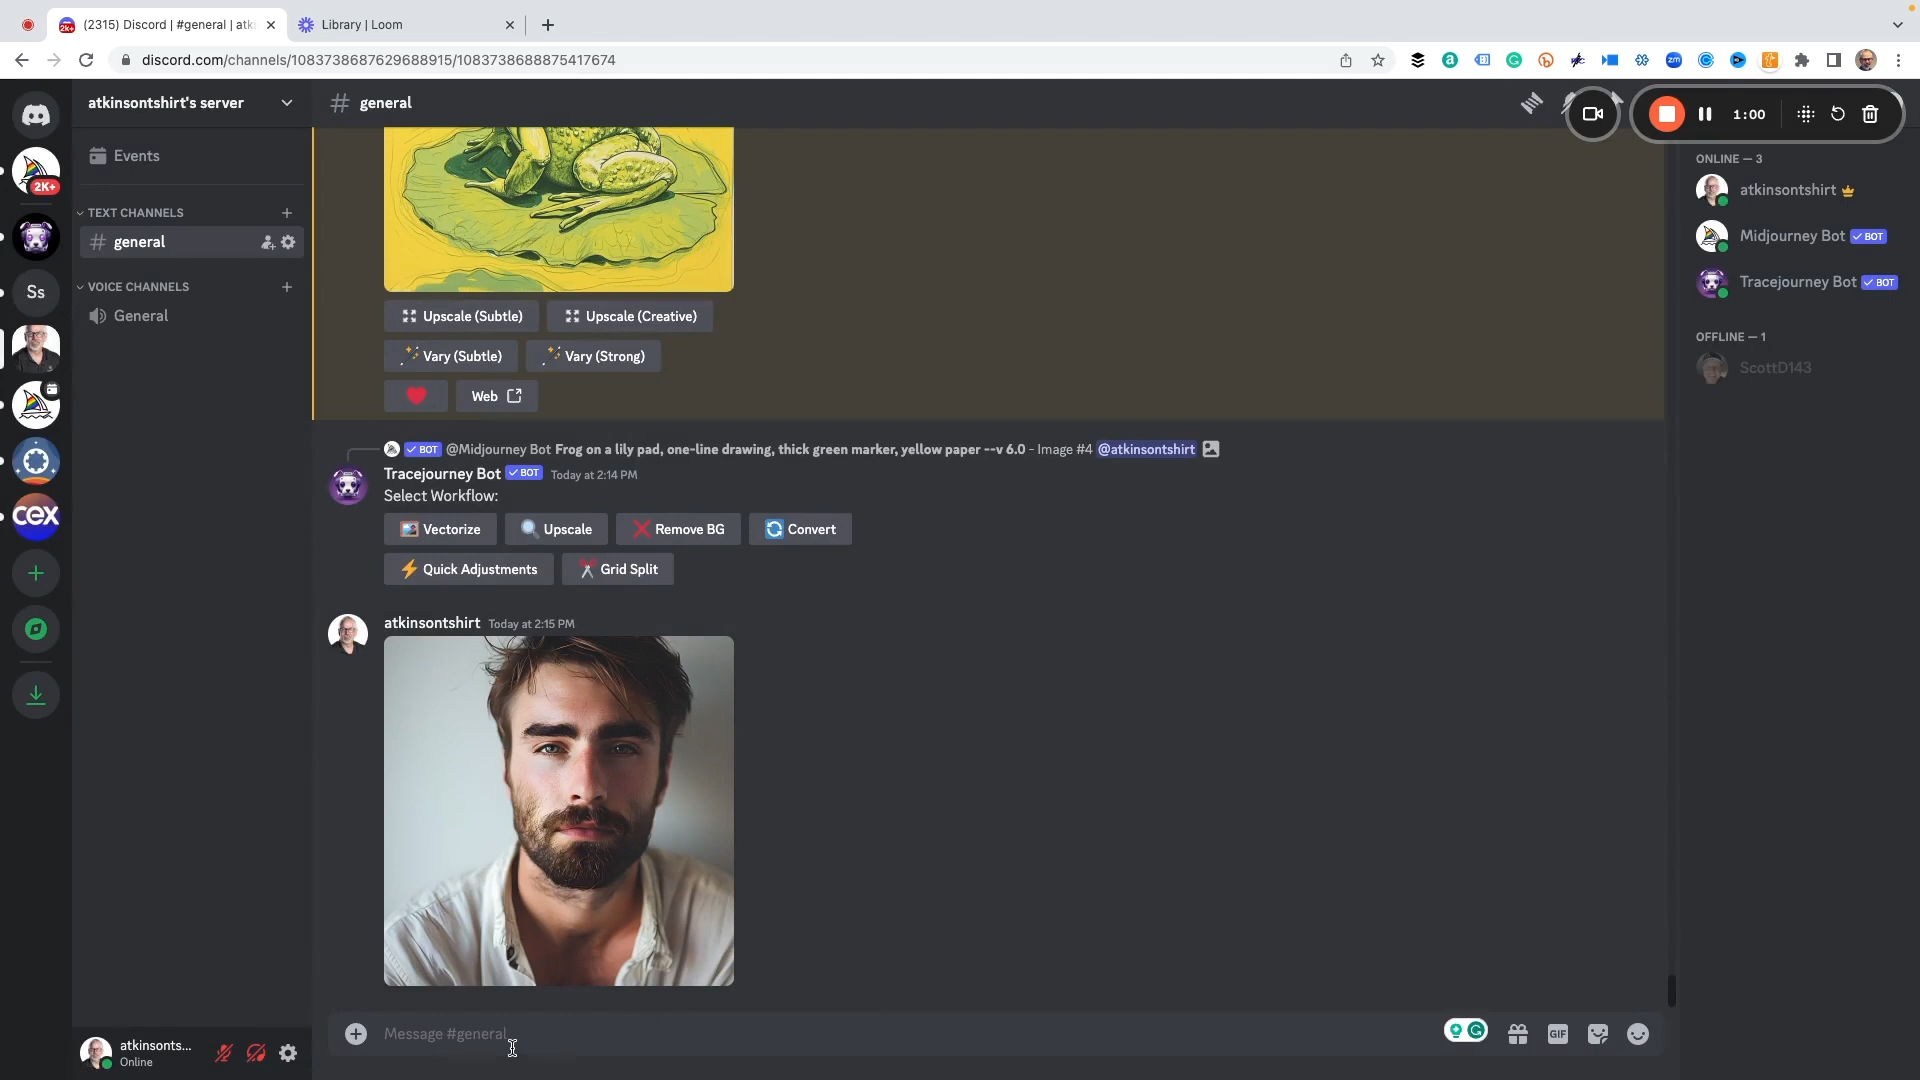 (2315) Discord | #general | atk
Library | Loom
discord.com/channels/1083738687629688915/1083738688875417674
atkinsontshirt's server
# general
1:00
Events
ONLINE — 3
atkinsontshirt
2K+
TEXT CHANNELS
# general
Midjourney Bot BOT
Tracejourney Bot BOT
VOICE CHANNELS
Ss
General
Upscale (Subtle) Upscale (Creative)
OFFLINE — 1
Vary (Subtle) Vary (Strong)
ScottD143
Web
BOT @Midjourney Bot Frog on a lily pad, one-line drawing, thick green marker, yellow paper --v 6.0 - Image #4 @atkinsontshirt
Tracejourney Bot BOT Today at 2:14 PM
Select Workflow:
cex
Vectorize Upscale Remove BG Convert
Quick Adjustments Grid Split
atkinsontshirt Today at 2:15 PM
Message #general
GIF
atkinsonts...
Online